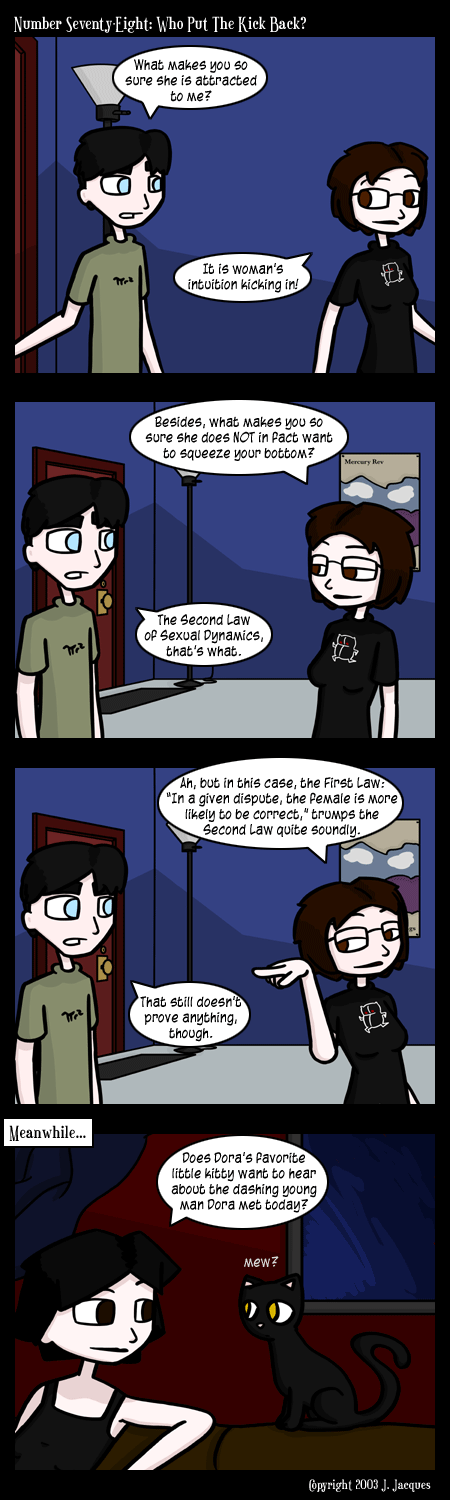 Number Seventy-Eight: Who Put The Kick Back?
What makes you so
sure she is attracted
to me?
It is woman's
intuition kicking in!
Besides, what makes you so
sure she does NOT in fact want
to squeeze your bottom?
Mercury Rev
The Second Law
of Sexual Dynamics,
that's what.
Ah, but in this case, the First Law:
"In a given dispute, the female is more
likely to be correct," trumps the
Second Law quite soundly.
That still doesn't
prove anything,
though.
Meanwhile...
Does Dora's favorite
little kitty want to hear
about the dashing young
man Dora met today?
mew?
Copyright 2003 J. Jacques